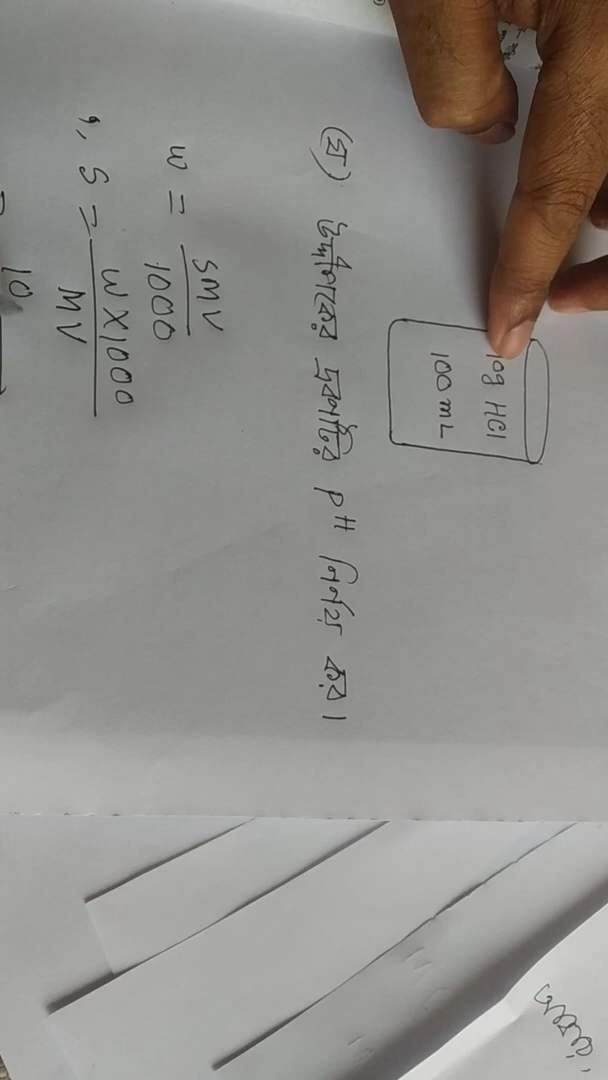 10g HCl
100 mL
(গ) উদ্দীপকের দ্রবণটির pH নির্ণয় কর।
w = SMV / 1000
, S = W X 1000 / MV
10